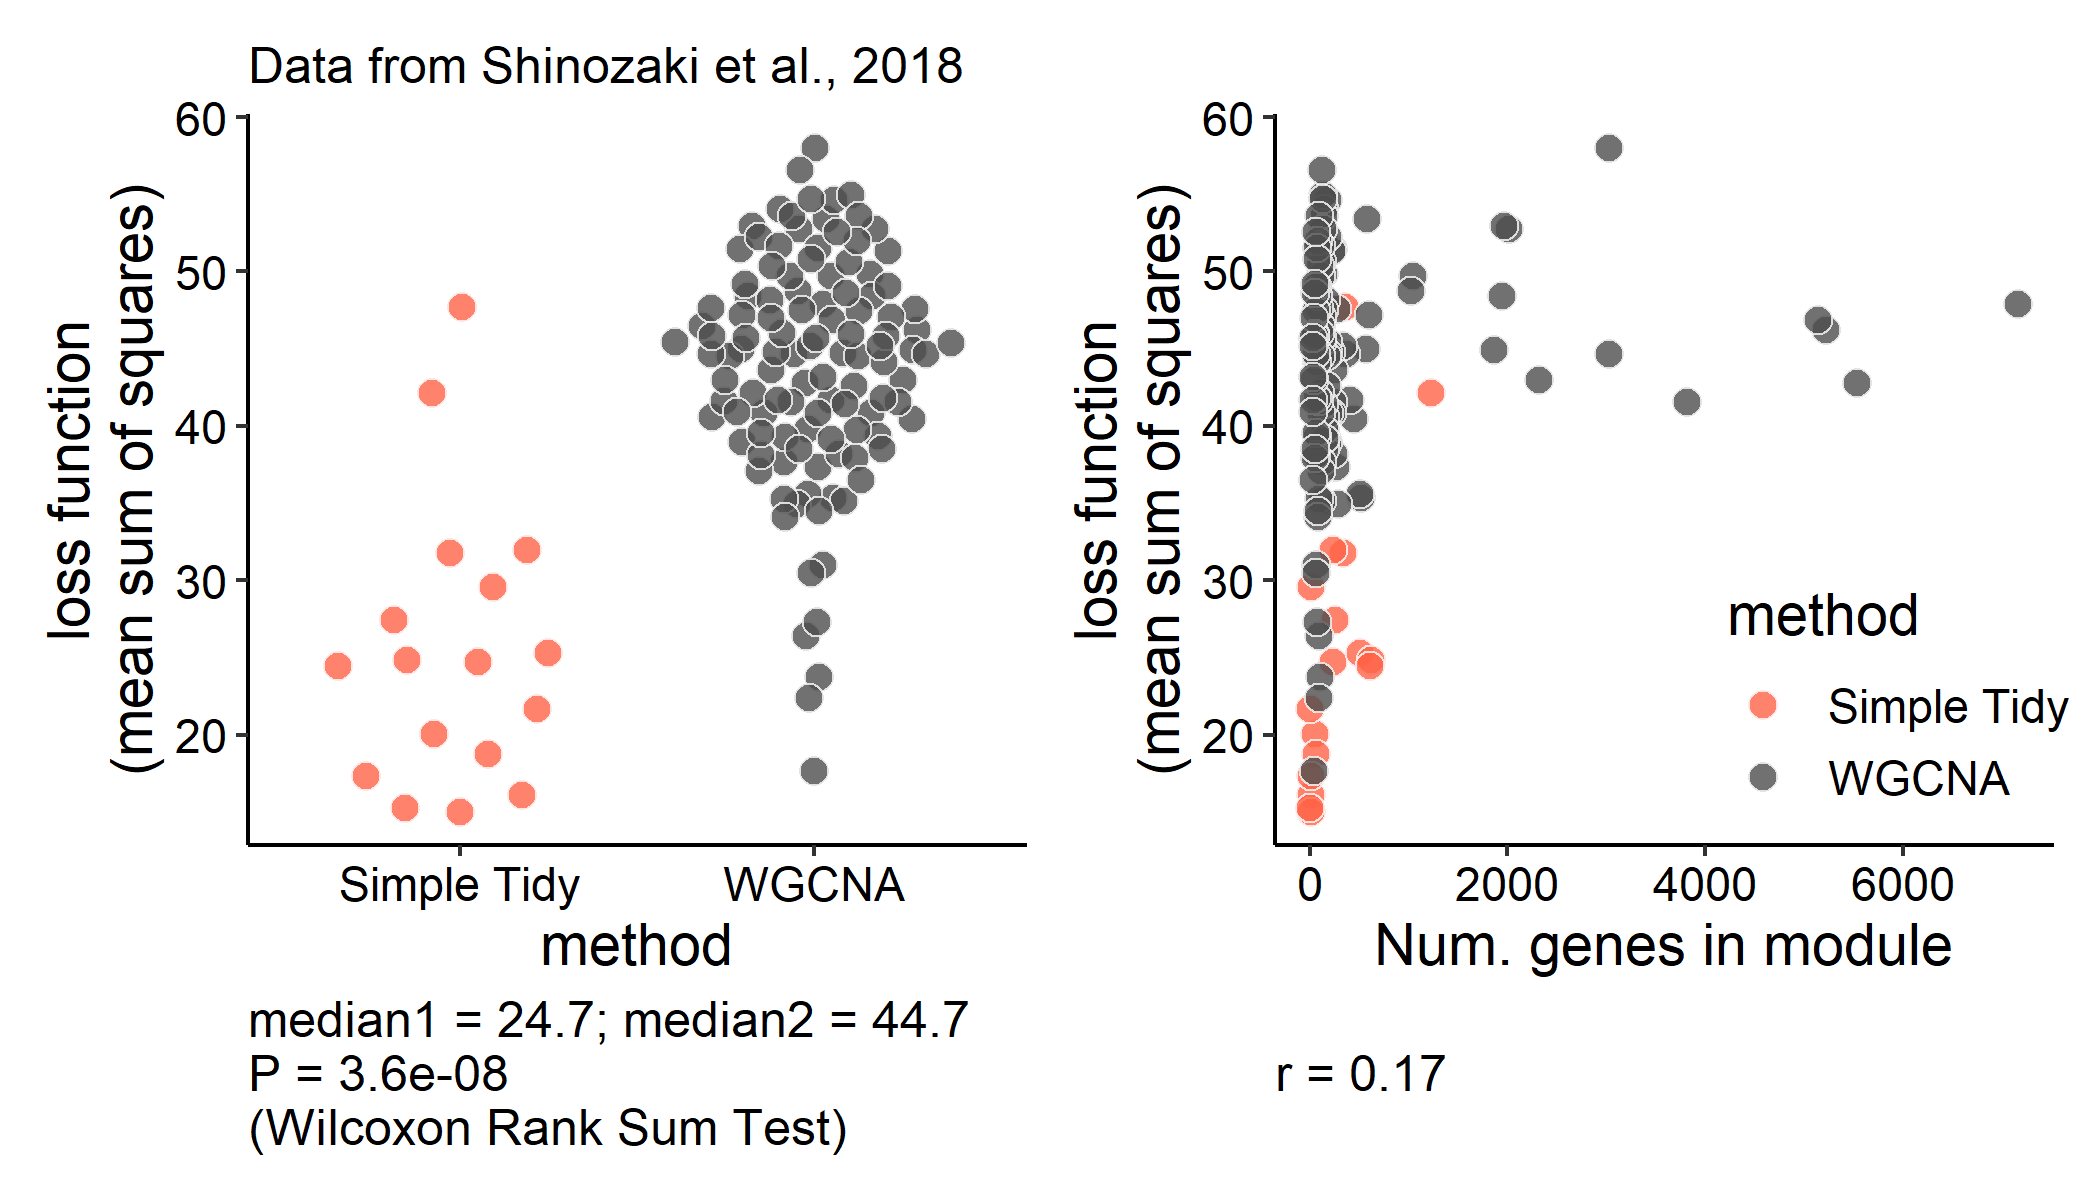 Data from Shinozaki et al., 2018
60
50
40
30
20
loss function
(mean sum of squares)
Simple Tidy
WGCNA
method
median1 = 24.7; median2 = 44.7
P = 3.6e-08
(Wilcoxon Rank Sum Test)
60
50
40
30
20
loss function
(mean sum of squares)
method
Simple Tidy
WGCNA
0
2000
4000
6000
Num. genes in module
r = 0.17